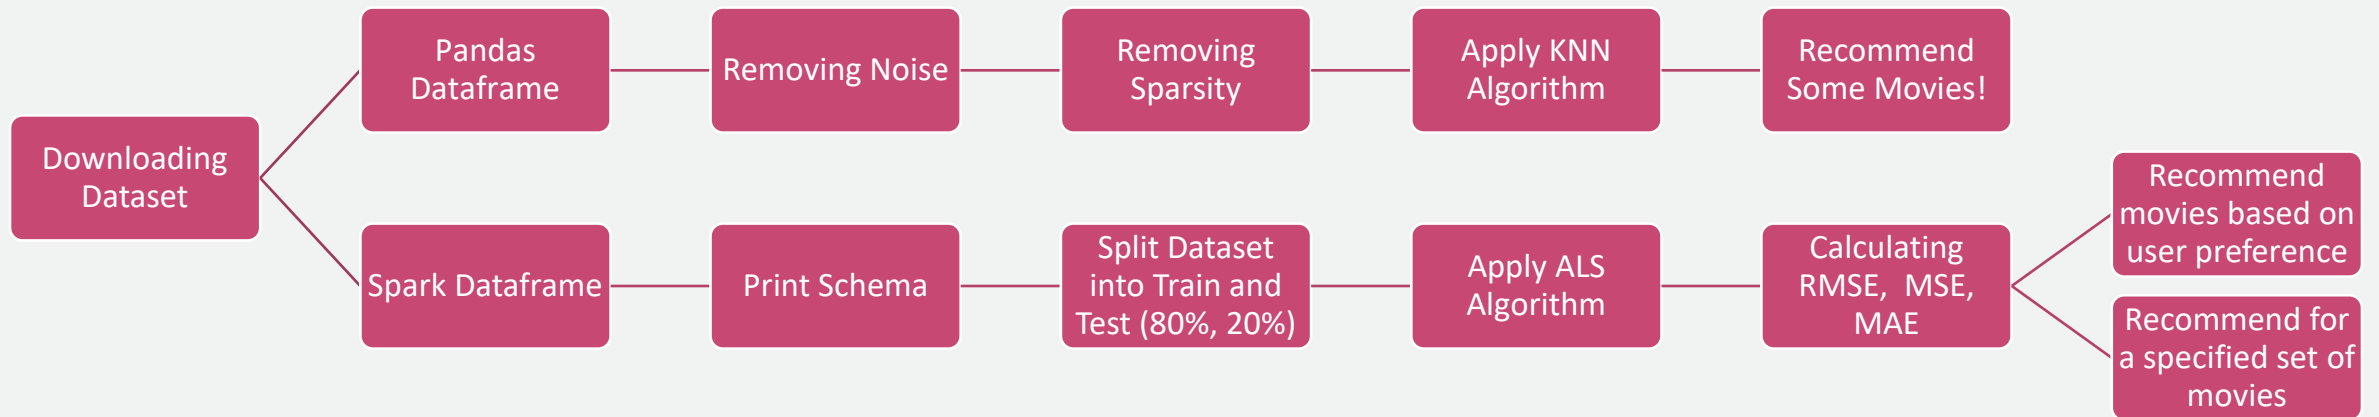 Downloading
Dataset
Pandas
Dataframe
Removing Noise
Removing
Sparsity
Apply KNN
Algorithm
Recommend
Some Movies!
Spark Dataframe
Print Schema
Split Dataset
into Train and
Test (80%, 20%)
Apply ALS
Algorithm
Calculating
RMSE, MSE,
MAE
Recommend
movies based on
user preference
Recommend for
a specified set of
movies